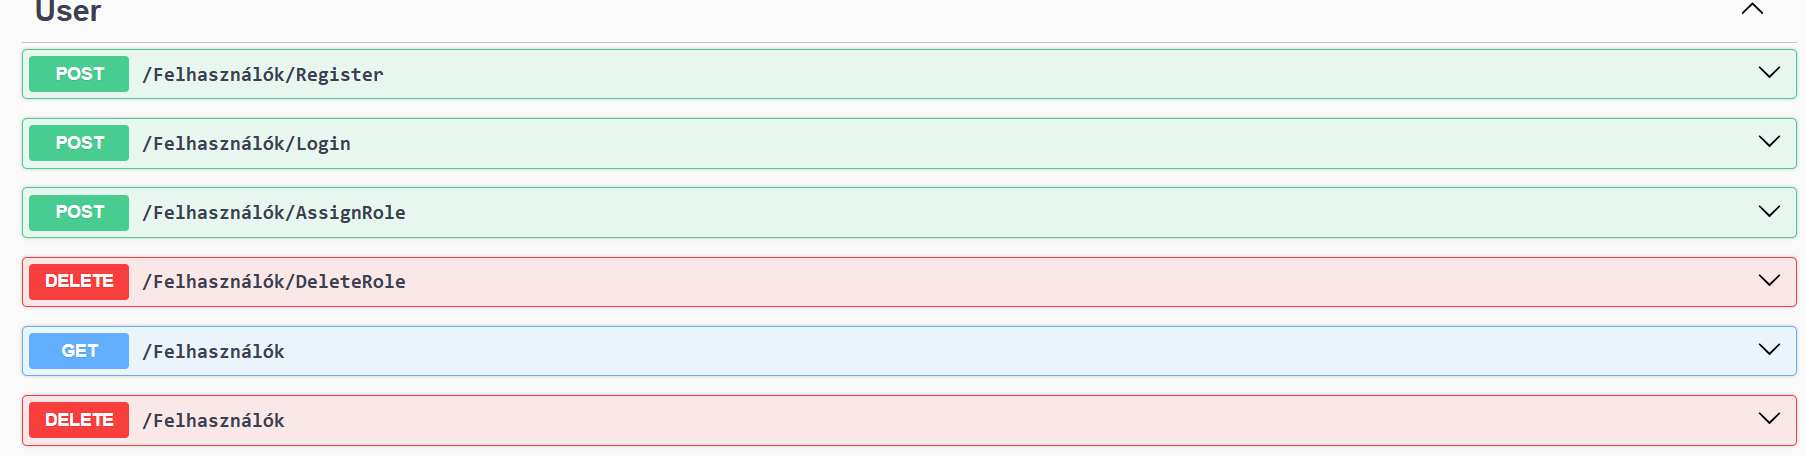 User
POST /Felhasználók/Register
POST /Felhasználók/Login
POST /Felhasználók/AssignRole
DELETE /Felhasználók/DeleteRole
GET /Felhasználók
DELETE /Felhasználók